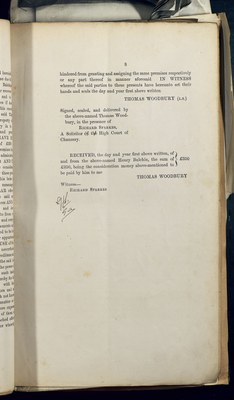 8
hindered from granting and assigning the same premises respectively
or any part thereof in manner aforesaid IN WITNESS
whereof the said parties to these presents have hereunto set their
hands and seals the day and year first above written
THOMAS WOODBURY (L.S.)
Signed, sealed, and delivered by
the above-named Thomas Wood-
bury, in the presence of
RICHARD SPARKES,
A Solicitor of the High Court of
Chancery.
RECEIVED, the day and year first above written, of
and from the above-named Henry Balchin, the sum of
£300, being the consideration money above-mentioned to
be paid by him to me
£300
THOMAS WOODBURY
Witness—
RICHARD SPARKES